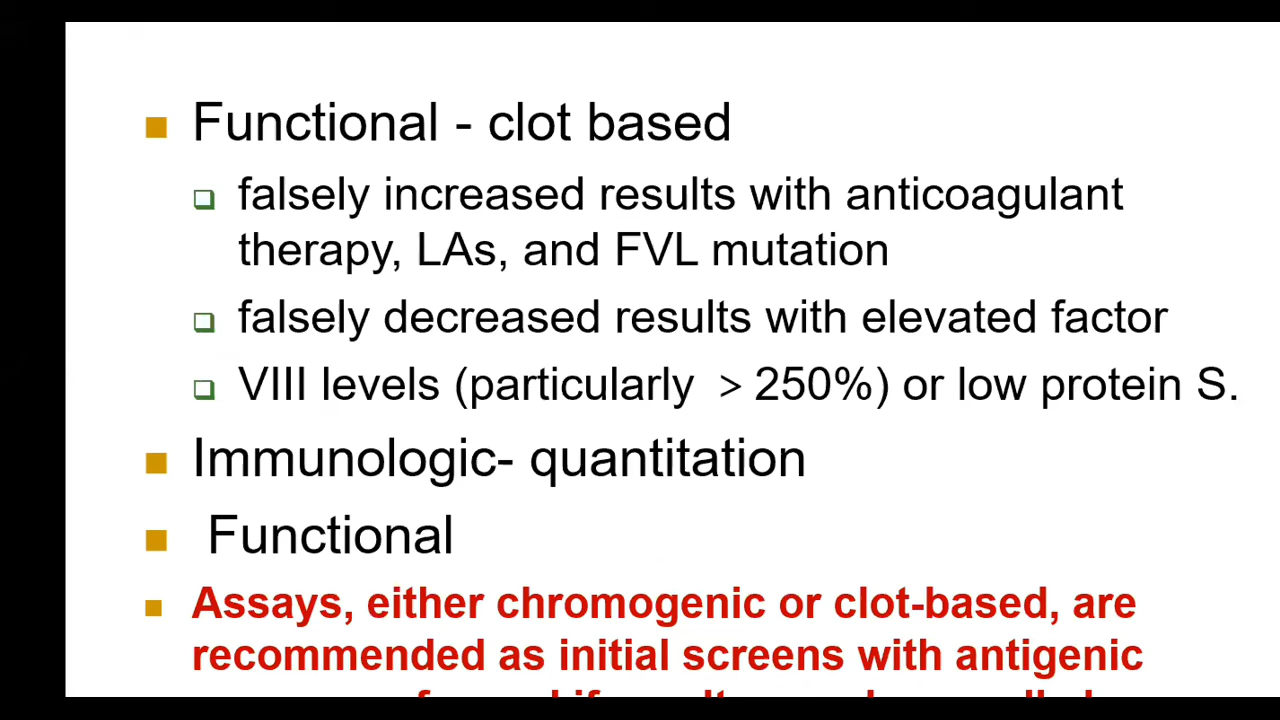 Functional - clot based
falsely increased results with anticoagulant
therapy, LAs, and FVL mutation
falsely decreased results with elevated factor
VIII levels (particularly > 250%) or low protein S.
Immunologic- quantitation
Functional
Assays, either chromogenic or clot-based, are
recommended as initial screens with antigenic